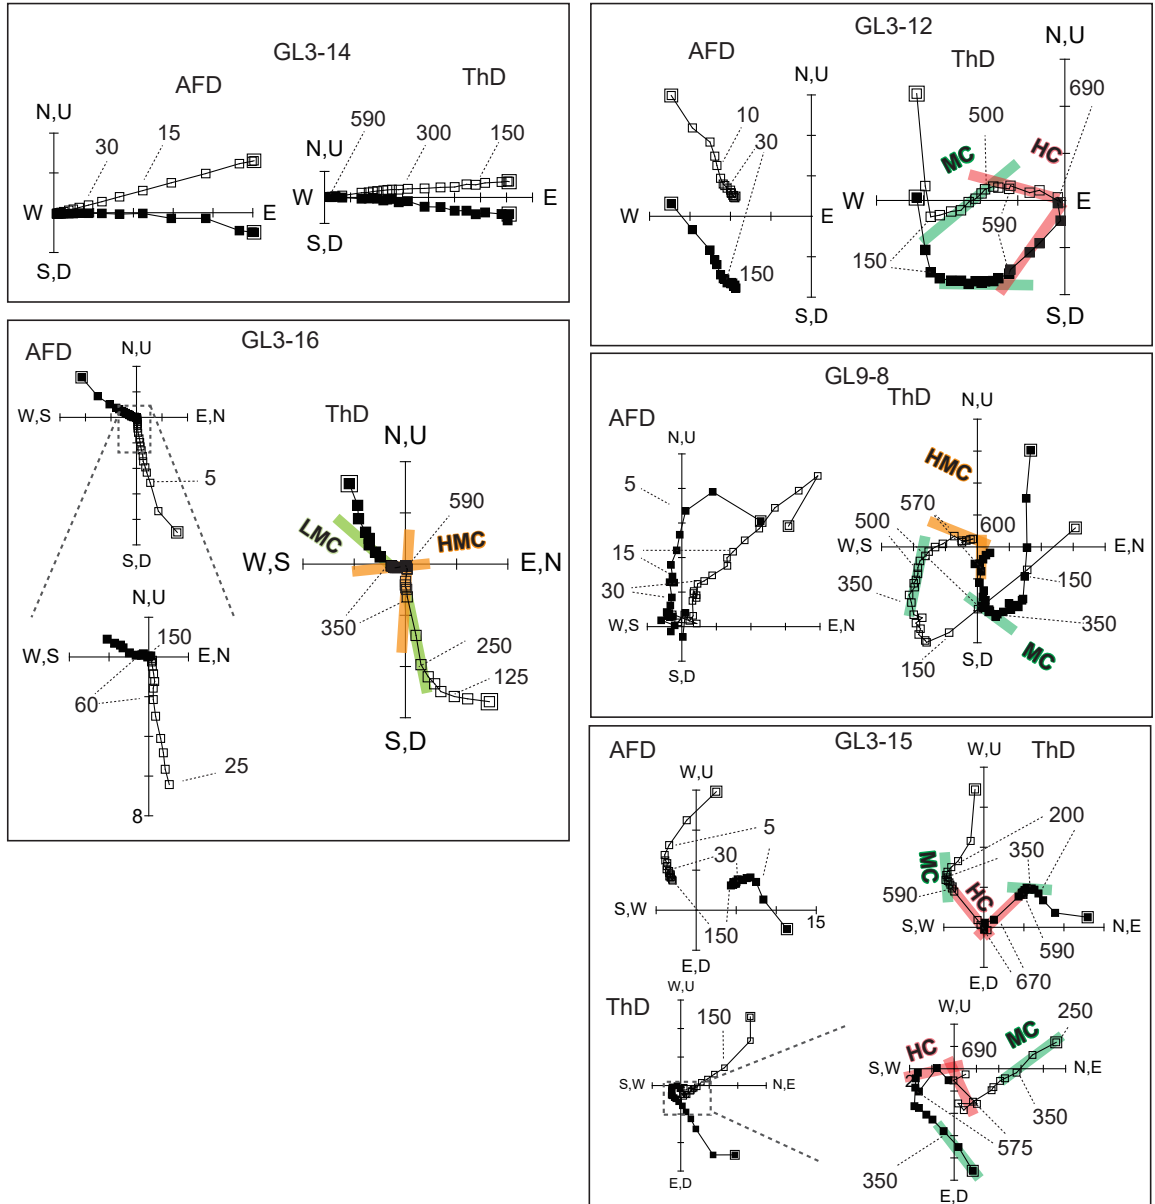 GL3-14
AFD
ThD
N,U
15
30
W
E
S,D
590
300
150
N,U
E
S,D
GL3-12
AFD
N,U
10
30
W
E
150
S,D
ThD
N,U
690
500
MC
HC
W
E
590
150
S,D
GL3-16
AFD
N,U
W,S
E,N
5
S,D
N,U
150
W,S
E,N
60
25
8
ThD
N,U
590
LMC
HMC
W,S
E,N
350
250
125
S,D
GL9-8
AFD
N,U
5
15
30
W,S
E,N
S,D
ThD
N,U
HMC
570
600
500
W,S
E,N
350
150
350
150
S,D
MC
GL3-15
AFD
W,U
5
30
S,W
15
150
E,D
ThD
W,U
200
MC
350
590
HC
S,W
N,E
590
E,D
670
ThD
W,U
150
S,W
N,E
E,D
W,U
250
HC
690
MC
S,W
N,E
2
350
575
350
E,D